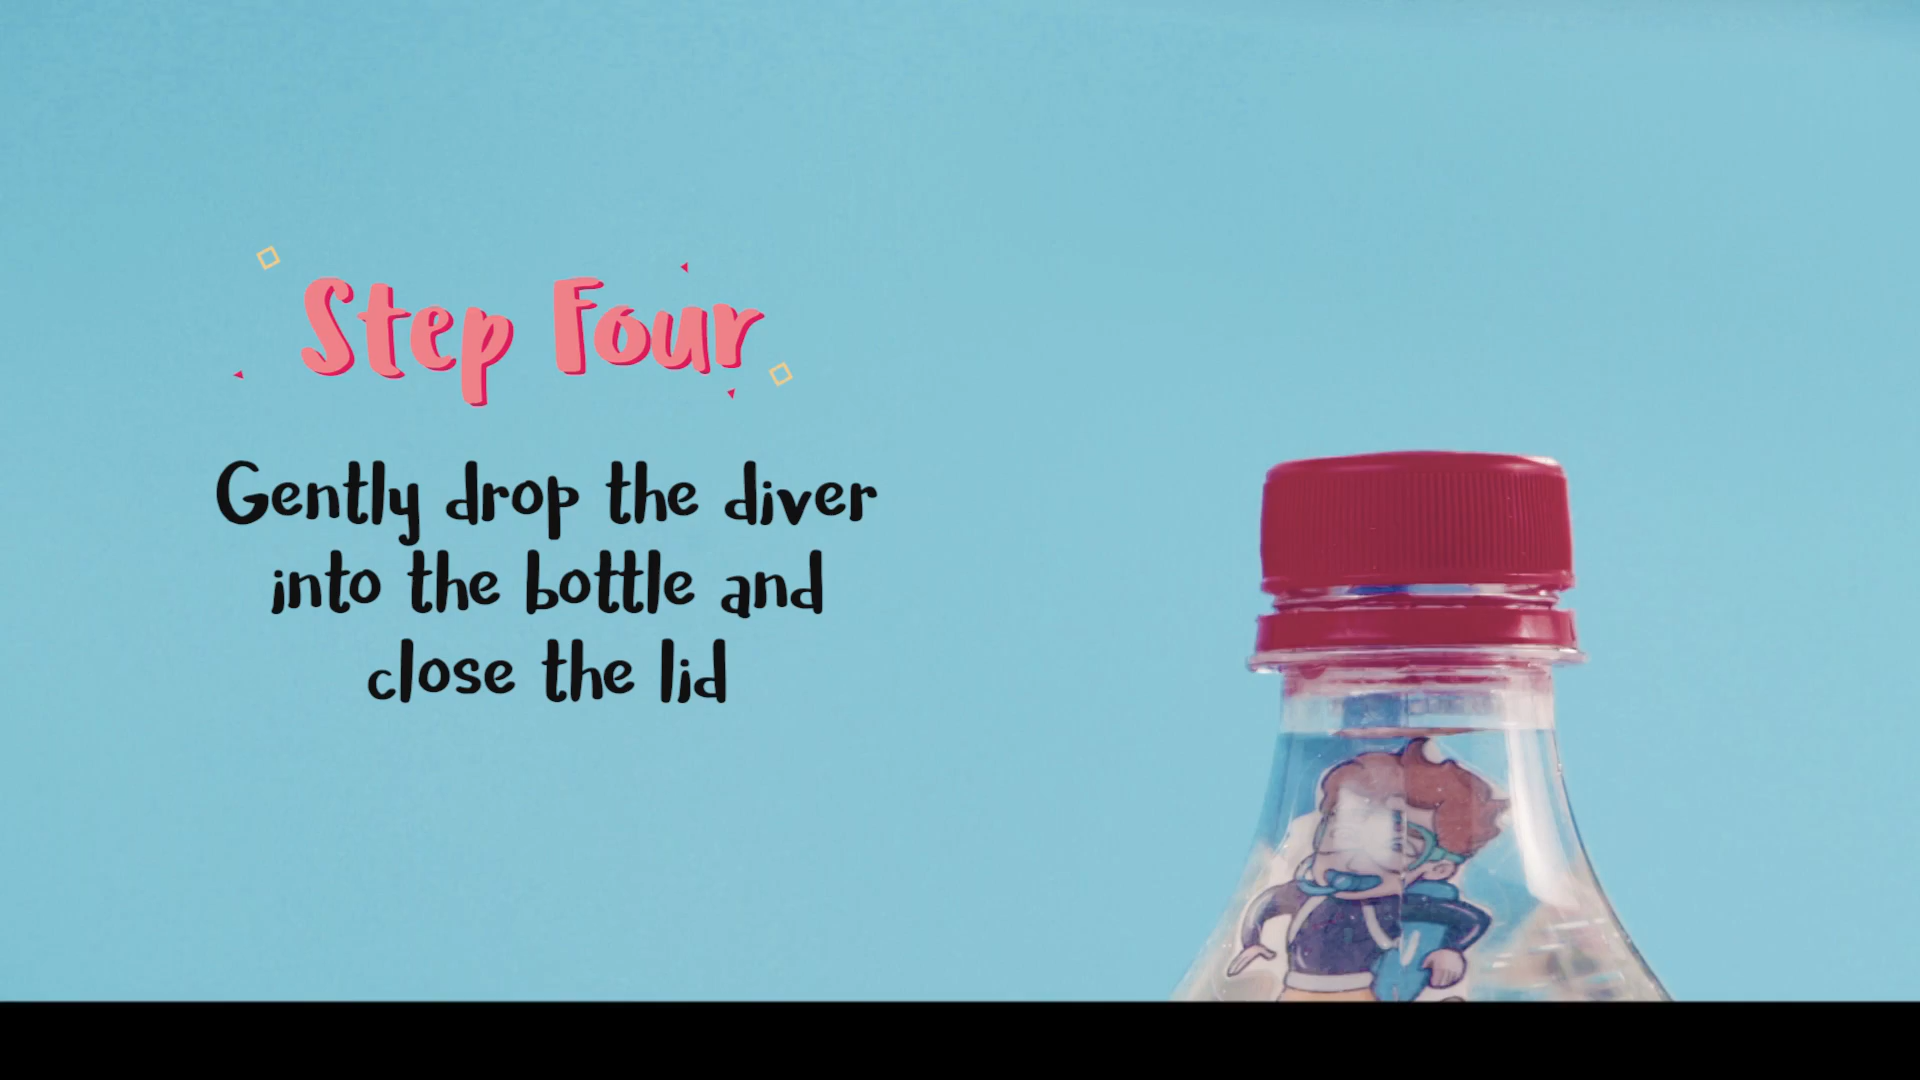 Step Four
Gently drop the diver
into the bottle and
close the lid